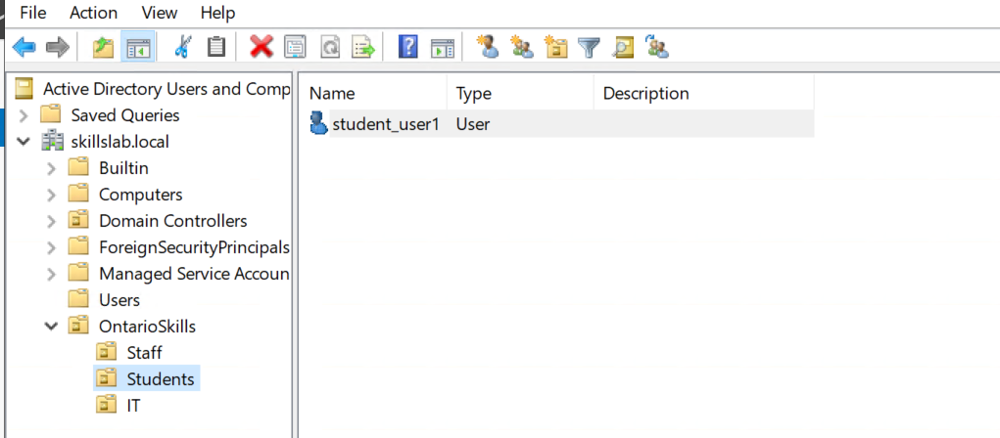 File Action View Help
Active Directory Users and Comp
Saved Queries
skillslab.local
Builtin
Computers
Domain Controllers
ForeignSecurityPrincipals
Managed Service Accoun
Users
OntarioSkills
Staff
Students
IT
Name Type Description
student_user1 User